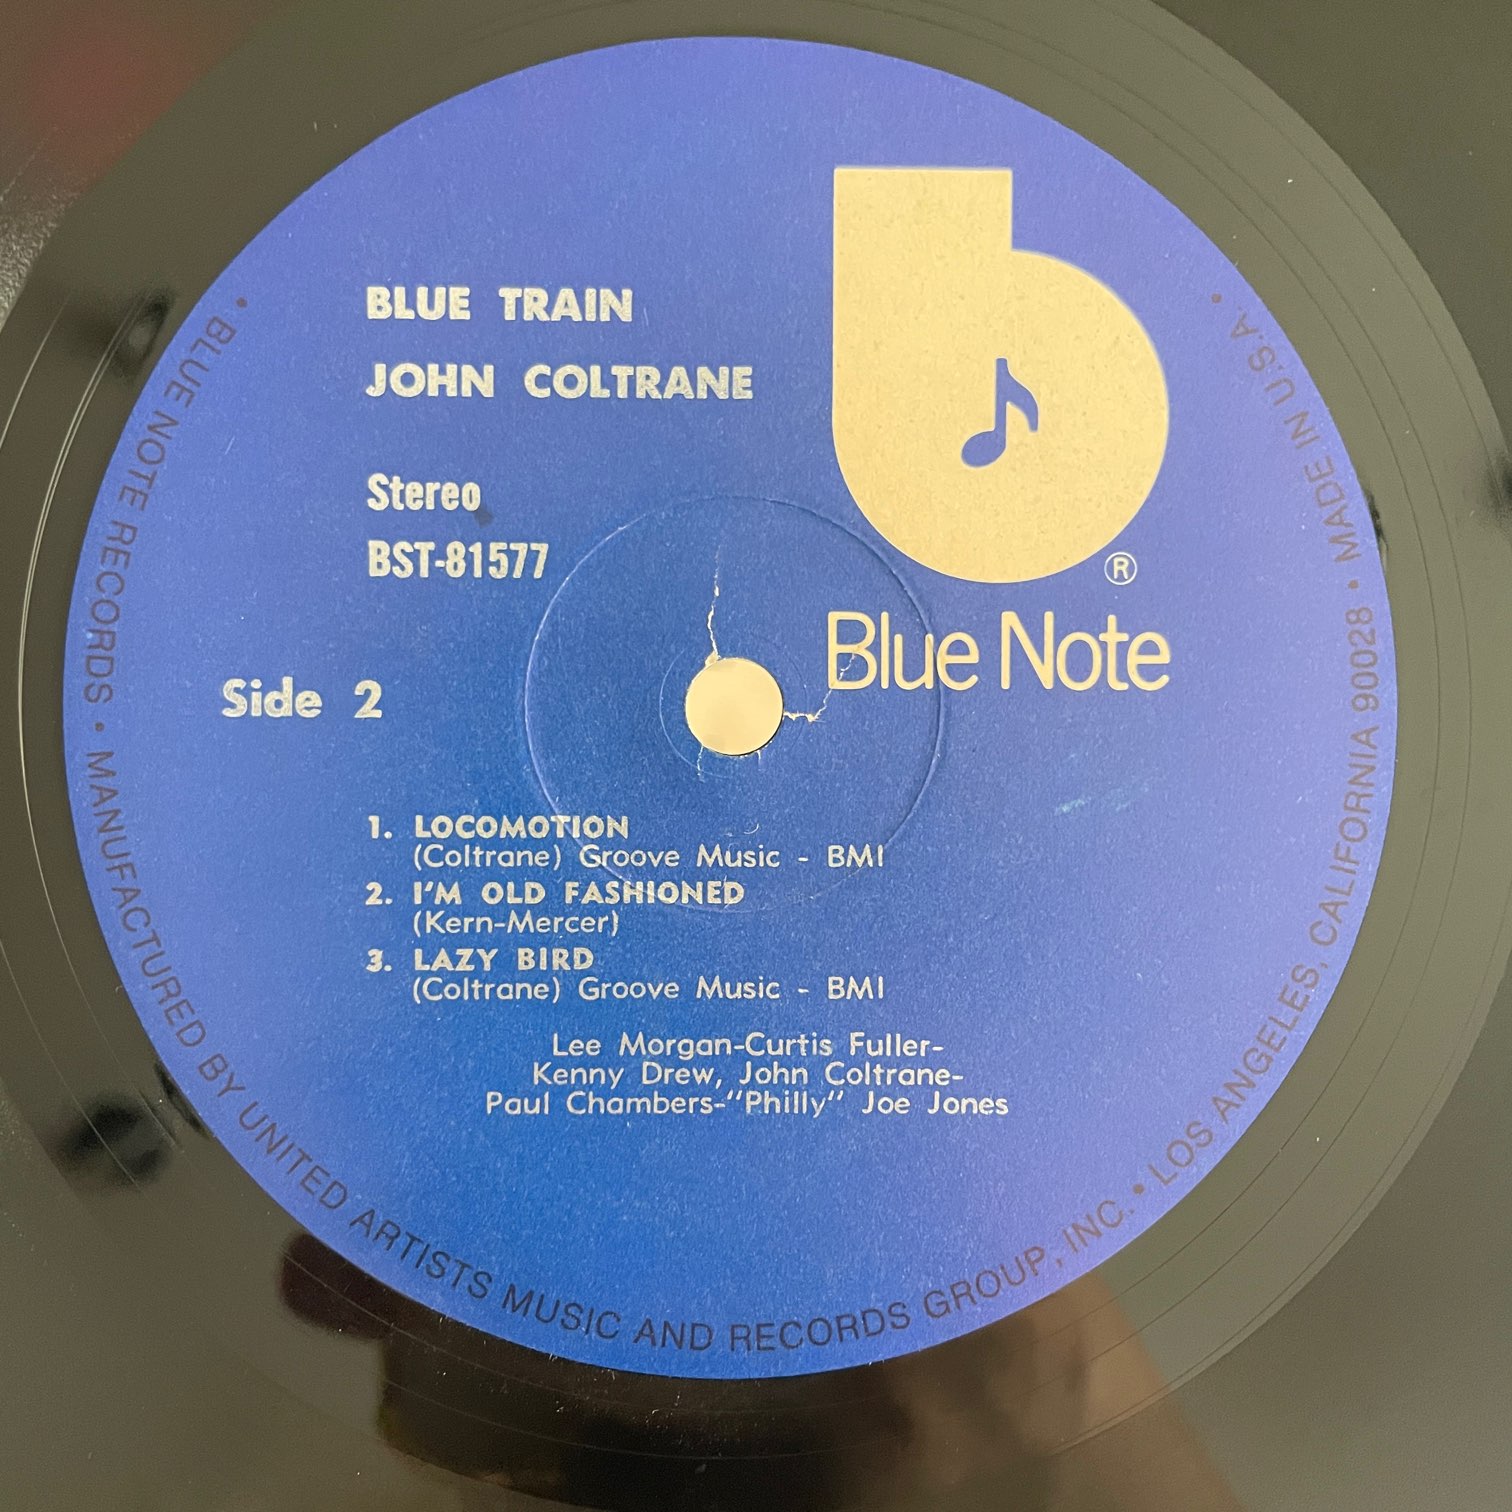 BLUE TRAIN
JOHN COLTRANE
Stereo
BST-81577
®
Blue Note
Side 2
1. LOCOMOTION
(Coltrane) Groove Music - BMI
2. I'M OLD FASHIONED
(Kern-Mercer)
3. LAZY BIRD
(Coltrane) Groove Music - BMI
Lee Morgan-Curtis Fuller-
Kenny Drew, John Coltrane-
Paul Chambers-"Philly" Joe Jones
• BLUE NOTE RECORDS • MANUFACTURED BY UNITED ARTISTS MUSIC AND RECORDS GROUP, INC. • LOS ANGELES, CALIFORNIA 90028 • MADE IN U.S.A. •